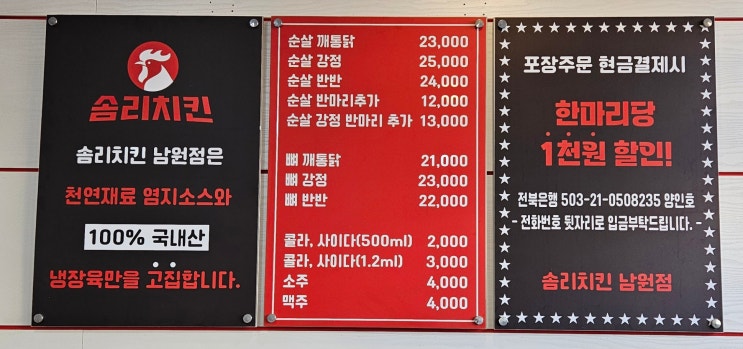 솜리치킨
솜리치킨 남원점은
천연재료 염지소스와
100% 국내산
냉장육만을 고집합니다.
순살 깨통닭 23,000
순살 강정 25,000
순살 반반 24,000
순살 반마리추가 12,000
순살 강정 반마리 추가 13,000
뼈 깨통닭 21,000
뼈 강정 23,000
뼈 반반 22,000
콜라, 사이다(500ml) 2,000
콜라, 사이다(1.2ml) 3,000
소주 4,000
맥주 4,000
포장주문 현금결제시
한마리당
1천원 할인!
전북은행 503-21-0508235 양인호
- 전화번호 뒷자리로 입금부탁드립니다. -
솜리치킨 남원점